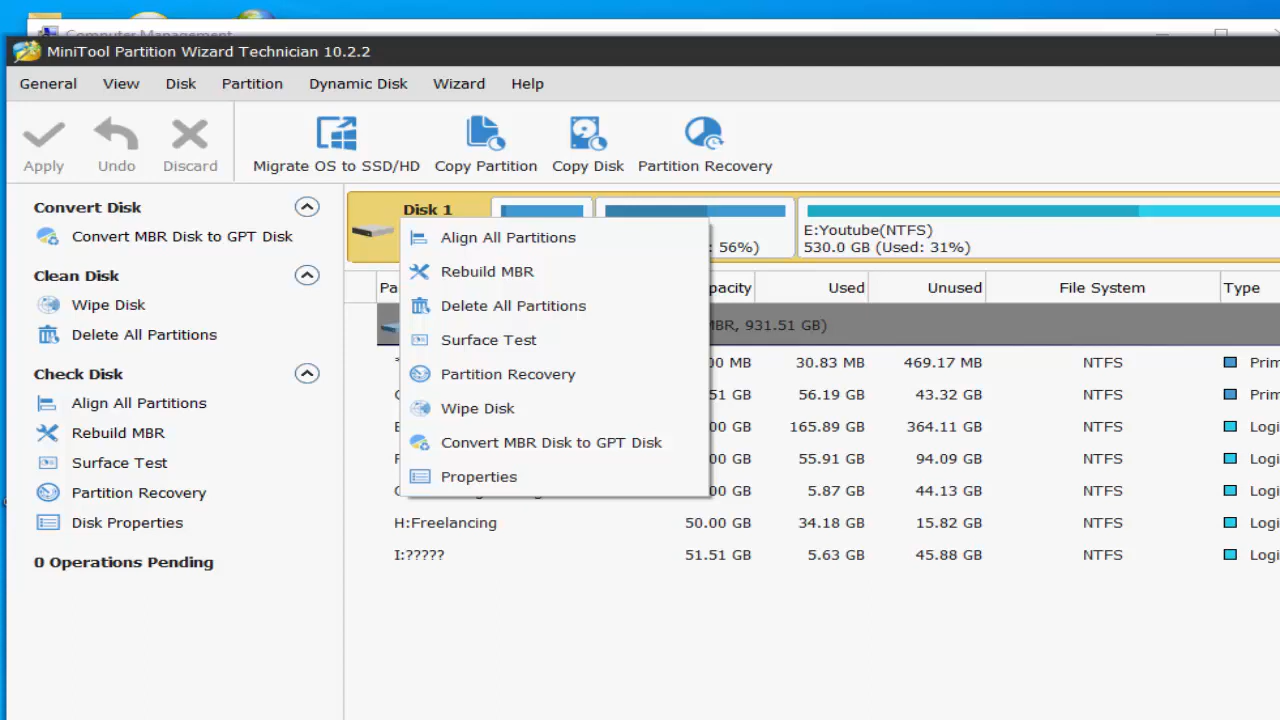 Computer Management
MiniTool Partition Wizard Technician 10.2.2
General View Disk Partition Dynamic Disk Wizard Help
Apply Undo Discard Migrate OS to SSD/HD Copy Partition Copy Disk Partition Recovery
Convert Disk
Convert MBR Disk to GPT Disk
Clean Disk
Wipe Disk
Delete All Partitions
Check Disk
Align All Partitions
Rebuild MBR
Surface Test
Partition Recovery
Disk Properties
0 Operations Pending
Disk 1
: 56%)
E:Youtube(NTFS)
530.0 GB (Used: 31%)
Align All Partitions
Rebuild MBR
Delete All Partitions
Surface Test
Partition Recovery
Wipe Disk
Convert MBR Disk to GPT Disk
Properties
Pa pacity Used Unused File System Type
MBR, 931.51 GB)
00 MB 30.83 MB 469.17 MB NTFS Prim
51 GB 56.19 GB 43.32 GB NTFS Prim
00 GB 165.89 GB 364.11 GB NTFS Logi
00 GB 55.91 GB 94.09 GB NTFS Logi
00 GB 5.87 GB 44.13 GB NTFS Logi
H:Freelancing 50.00 GB 34.18 GB 15.82 GB NTFS Logi
I:????? 51.51 GB 5.63 GB 45.88 GB NTFS Logi